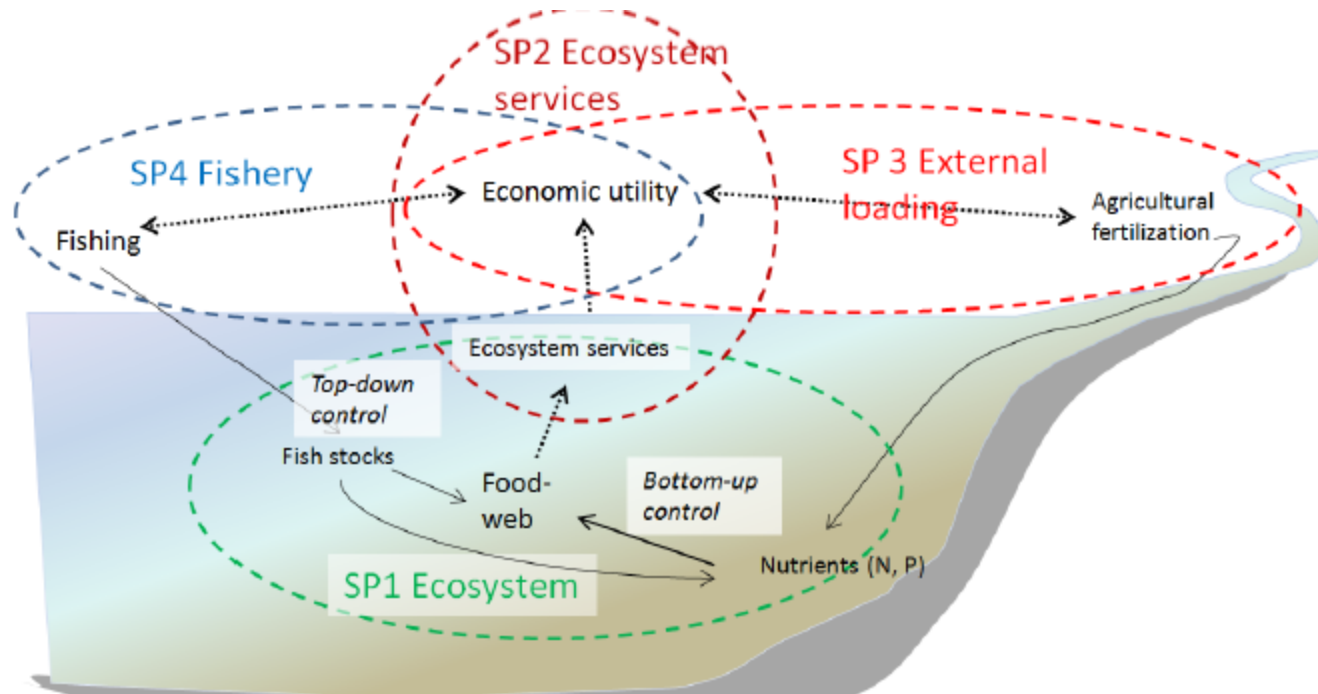 SP2 Ecosystem
services
SP4 Fishery
SP 3 External
loading
Economic utility
Agricultural
fertilization
Fishing
Ecosystem services
Top-down
control
Fish stocks
Food-
web
Bottom-up
control
Nutrients (N, P)
SP1 Ecosystem